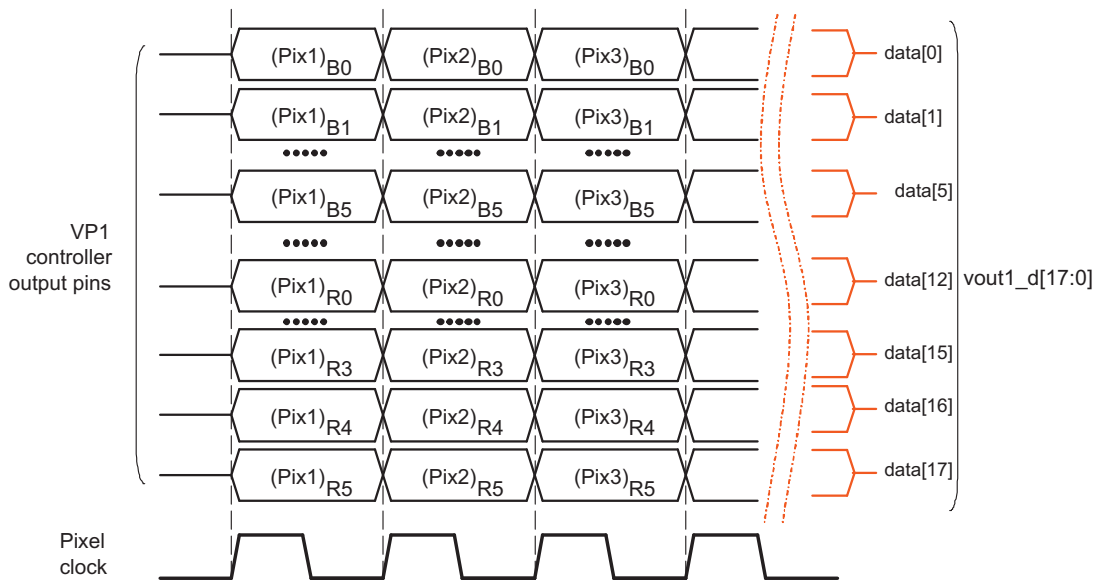 (Pix1)B0 (Pix2)B0 (Pix3)B0 data[0]
(Pix1)B1 (Pix2)B1 (Pix3)B1 data[1]
••••• ••••• •••••
(Pix1)B5 (Pix2)B5 (Pix3)B5 data[5]
VP1
controller
output pins
••••• ••••• •••••
(Pix1)R0 (Pix2)R0 (Pix3)R0 data[12] vout1_d[17:0]
••••• ••••• •••••
(Pix1)R3 (Pix2)R3 (Pix3)R3 data[15]
(Pix1)R4 (Pix2)R4 (Pix3)R4 data[16]
(Pix1)R5 (Pix2)R5 (Pix3)R5 data[17]
Pixel
clock